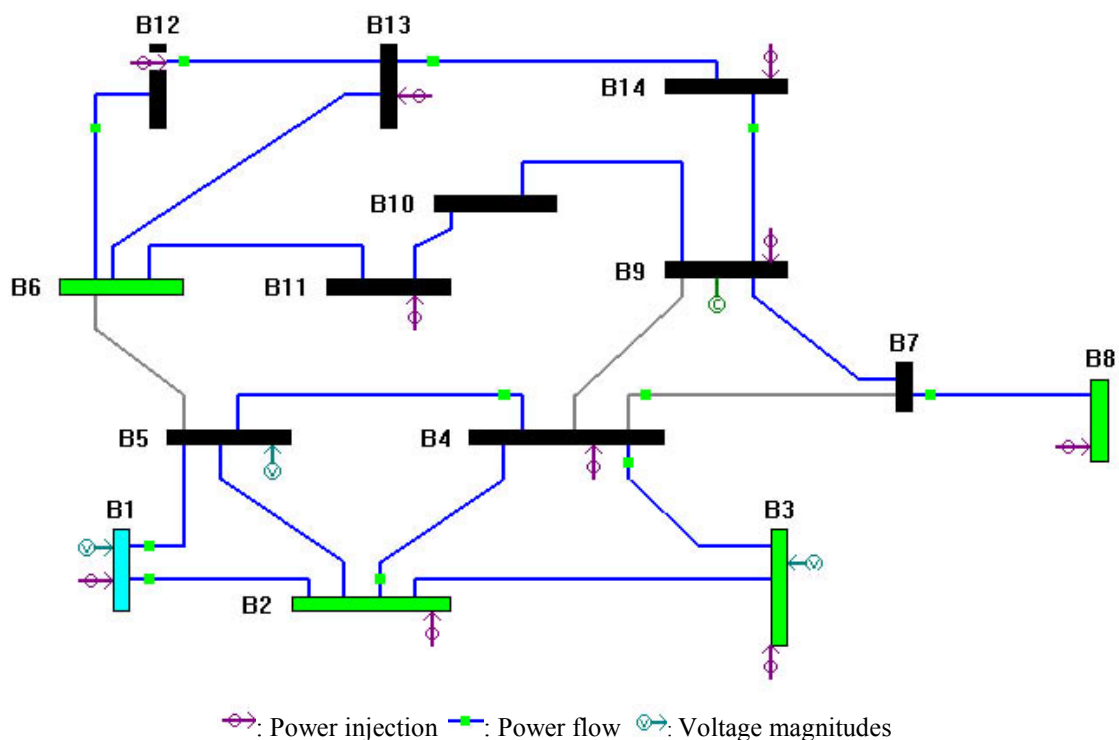 B12
B13
B14
B10
B9
B6
B11
B7
B8
B5
B4
B1
B3
B2
C
V
V
V
: Power injection : Power flow V : Voltage magnitudes